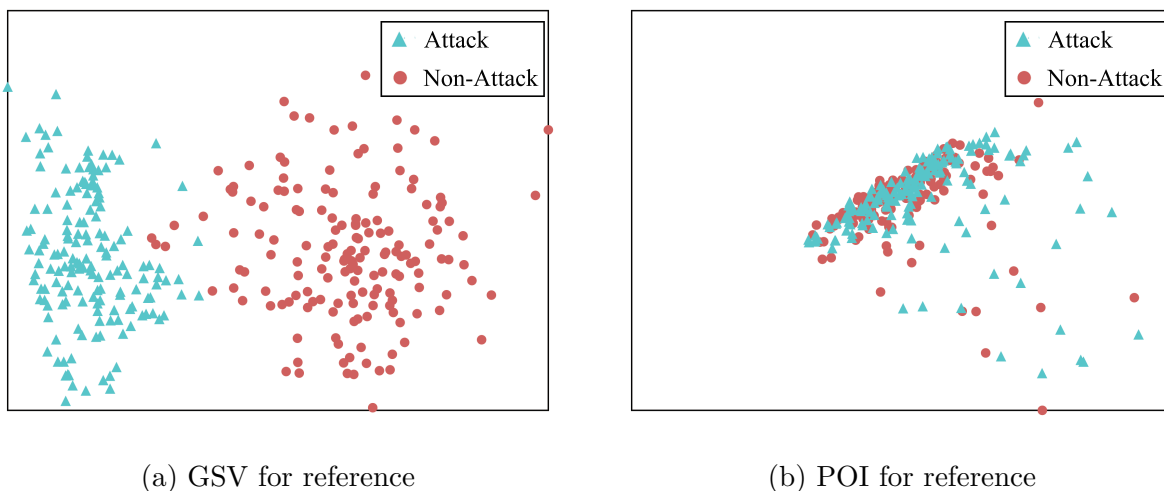 Attack
Non-Attack
Attack
Non-Attack
(a) GSV for reference
(b) POI for reference